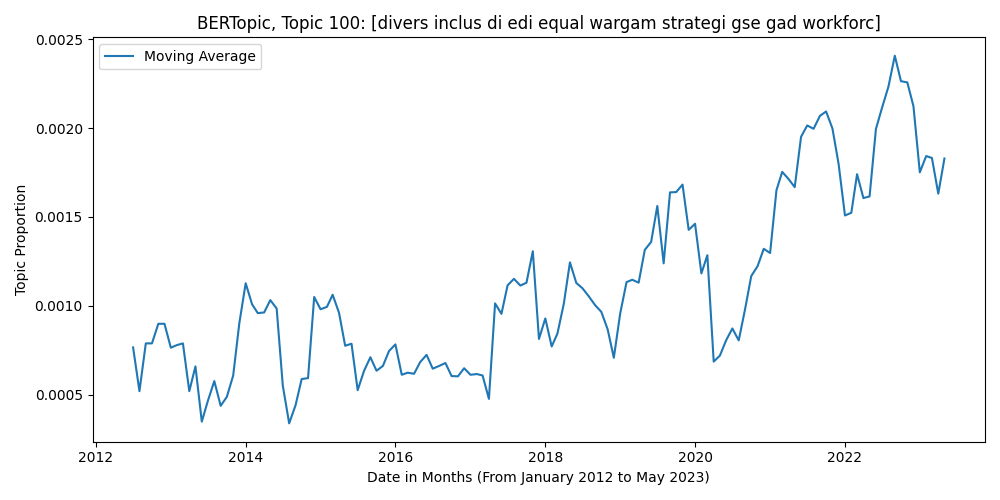 BERTopic, Topic 100: [divers inclus di edi equal wargam strategi gse gad workforc]
Moving Average
Topic Proportion
0.0025
0.0020
0.0015
0.0010
0.0005
2012 2014 2016 2018 2020 2022
Date in Months (From January 2012 to May 2023)